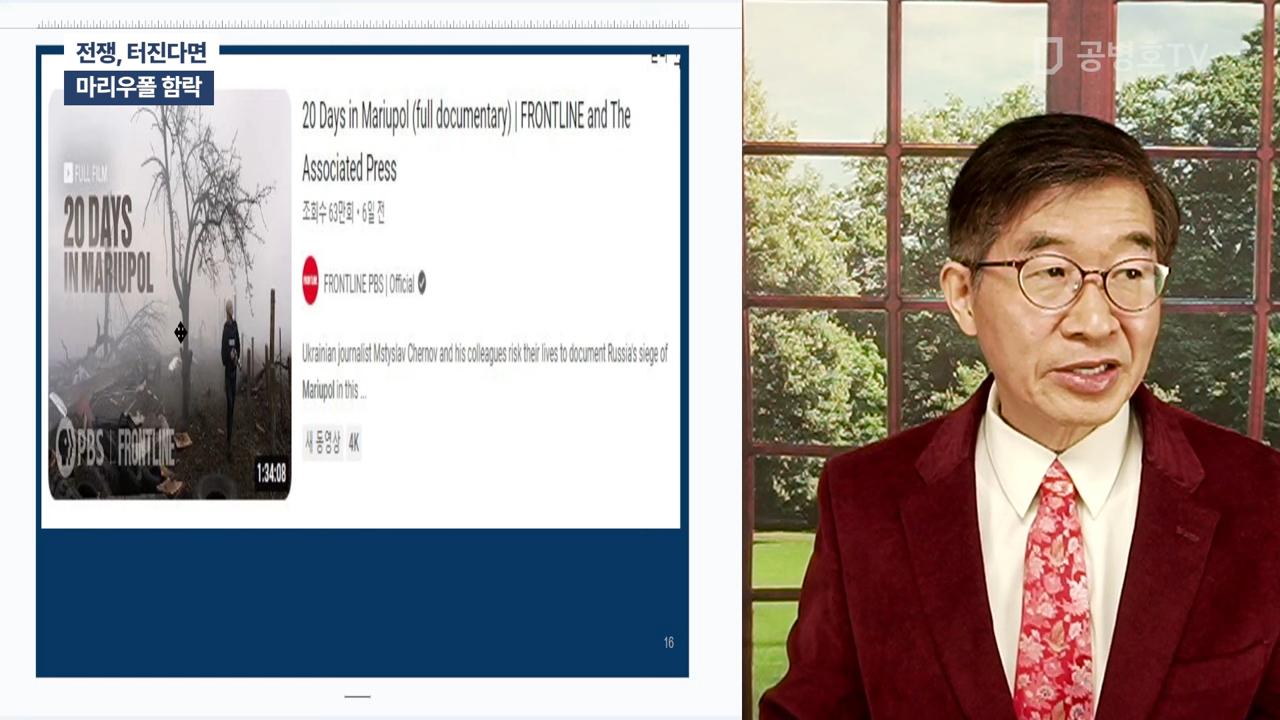 전쟁, 터진다면
마리우폴 함락
공병호TV
FULL FILM
20 DAYS
IN MARIUPOL
PBS FRONTLINE
1:34:08
20 Days in Mariupol (full documentary) | FRONTLINE and The
Associated Press
조회수 63만회 • 6일 전
FRONTLINE PBS | Official
Ukrainian journalist Mstyslav Chernov and his colleagues risk their lives to document Russia's siege of
Mariupol in this ...
새 동영상 4K
16